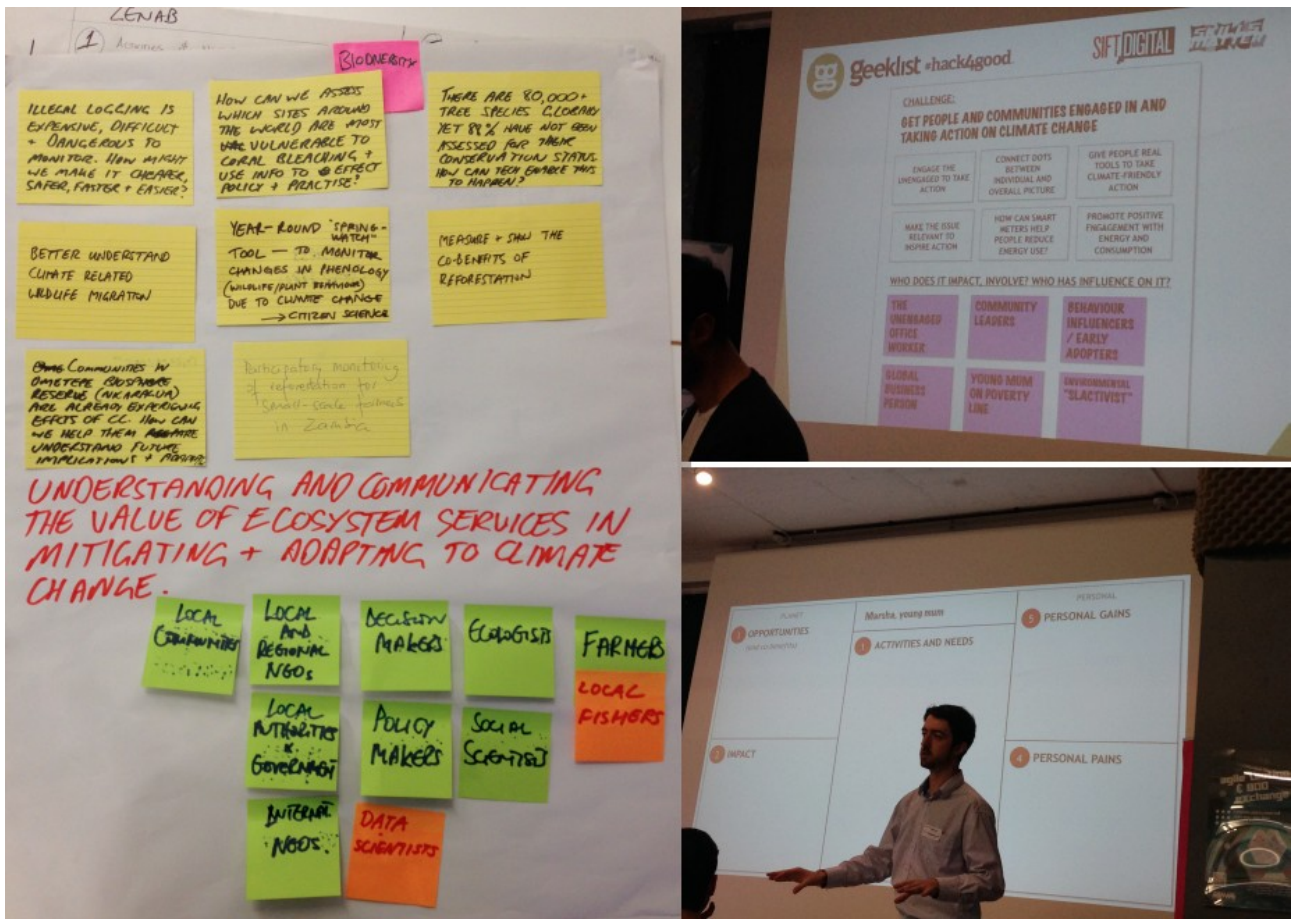 LENAB
1
BIODIVERSITY
ILLEGAL LOGGING IS
EXPENSIVE, DIFFICULT
+ DANGEROUS TO
MONITOR. HOW MIGHT
WE MAKE IT CHEAPER,
SAFER, FASTER + EASIER?
HOW CAN WE ASSESS
WHICH SITES AROUND
THE WORLD ARE MOST
VULNERABLE TO
CORAL BLEACHING +
USE INFO TO EFFECT
POLICY + PRACTISE?
THERE ARE 80,000+
TREE SPECIES GLOBALLY
YET 88% HAVE NOT BEEN
ASSESSED FOR THEIR
CONSERVATION STATUS.
HOW CAN TECH ENABLE THIS
TO HAPPEN?
BETTER UNDERSTAND
CLIMATE RELATED
WILDLIFE MIGRATION
YEAR-ROUND "SPRING-
WATCH"
TOOL — TO MONITOR
CHANGES IN PHENOLOGY
(WILDLIFE/PLANT BEHAVIOUR)
DUE TO CLIMATE CHANGE
→ CITIZEN SCIENCE
MEASURE + SHOW THE
CO-BENEFITS OF
REFORESTATION
COMMUNITIES IN
OMETEPE BIOSPHERE
RESERVE (NICARAGUA)
ARE ALREADY EXPERIENCING
EFFECTS OF CC. HOW CAN
WE HELP THEM
UNDERSTAND FUTURE
IMPLICATIONS +
Participatory monitoring
of reforestation for
small-scale farmers
in Zambia
UNDERSTANDING AND COMMUNICATING
THE VALUE OF ECOSYSTEM SERVICES IN
MITIGATING + ADAPTING TO CLIMATE
CHANGE.
LOCAL
COMMUNITIES
LOCAL
AND
REGIONAL
NGOs
DECISION
MAKERS
ECOLOGISTS
FARMERS
LOCAL
FISHERS
LOCAL
AUTHORITIES
&
GOVERNMENT
POLICY
MAKERS
SOCIAL
SCIENTISTS
INTERNAT
NGOS.
DATA
SCIENTISTS
g geeklist #hack4good
SIFT DIGITAL
SKILLS MATTER
CHALLENGE:
GET PEOPLE AND COMMUNITIES ENGAGED IN AND
TAKING ACTION ON CLIMATE CHANGE
ENGAGE THE
UNENGAGED TO TAKE
ACTION
CONNECT DOTS
BETWEEN
INDIVIDUAL AND
OVERALL PICTURE
GIVE PEOPLE REAL
TOOLS TO TAKE
CLIMATE-FRIENDLY
ACTION
MAKE THE ISSUE
RELEVANT TO
INSPIRE ACTION
HOW CAN SMART
METERS HELP
PEOPLE REDUCE
ENERGY USE?
PROMOTE POSITIVE
ENGAGEMENT WITH
ENERGY AND
CONSUMPTION
WHO DOES IT IMPACT, INVOLVE? WHO HAS INFLUENCE ON IT?
THE
UNENGAGED
OFFICE
WORKER
COMMUNITY
LEADERS
BEHAVIOUR
INFLUENCERS
/ EARLY
ADOPTERS
GLOBAL
BUSINESS
PERSON
YOUNG MUM
ON POVERTY
LINE
ENVIRONMENTAL
"SLACTIVIST"
PLANET
3 OPPORTUNITIES
Marsha, young mum
1 ACTIVITIES AND NEEDS
PERSONAL
5 PERSONAL GAINS
2 IMPACT
4 PERSONAL PAINS
exchange